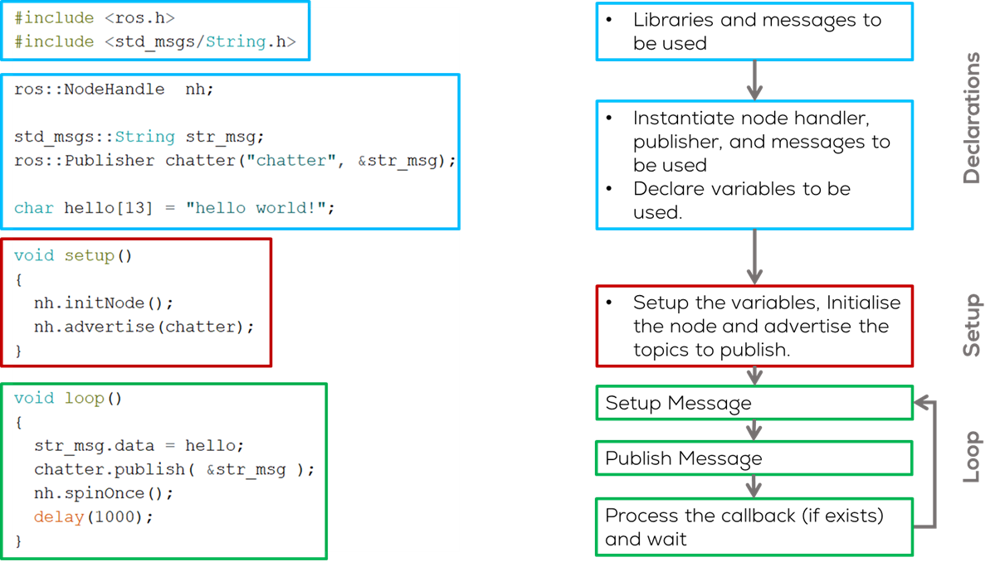 #include <ros.h>
#include <std_msgs/String.h>
ros::NodeHandle  nh;
std_msgs::String str_msg;
ros::Publisher chatter("chatter", &str_msg);
char hello[13] = "hello world!";
void setup()
{
  nh.initNode();
  nh.advertise(chatter);
}
void loop()
{
  str_msg.data = hello;
  chatter.publish( &str_msg );
  nh.spinOnce();
  delay(1000);
}
• Libraries and messages to
be used
• Instantiate node handler,
publisher, and messages to
be used
• Declare variables to be
used.
Declarations
• Setup the variables, Initialise
the node and advertise the
topics to publish.
Setup
Setup Message
Publish Message
Process the callback (if exists)
and wait
Loop